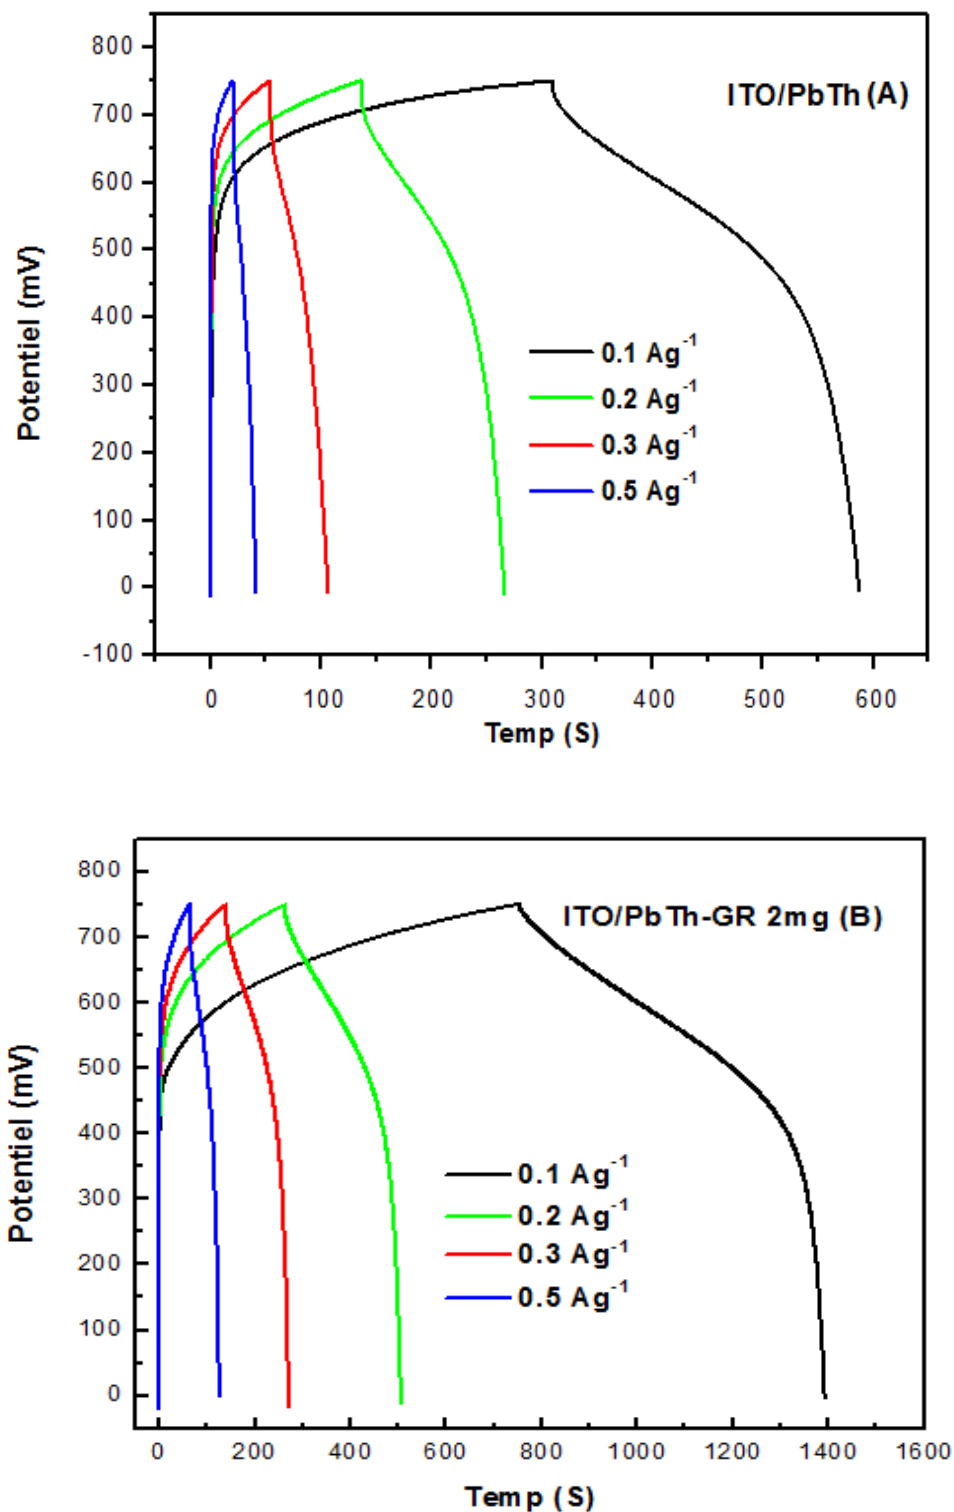 800
700
600
500
400
300
200
100
0
-100
Potentiel (mV)
ITO/PbTh (A)
0.1 Ag⁻¹
0.2 Ag⁻¹
0.3 Ag⁻¹
0.5 Ag⁻¹
0 100 200 300 400 500 600
Temp (S)
800
700
600
500
400
300
200
100
0
Potentiel (mV)
ITO/PbTh-GR 2mg (B)
0.1 Ag⁻¹
0.2 Ag⁻¹
0.3 Ag⁻¹
0.5 Ag⁻¹
0 200 400 600 800 1000 1200 1400 1600
Temp (S)